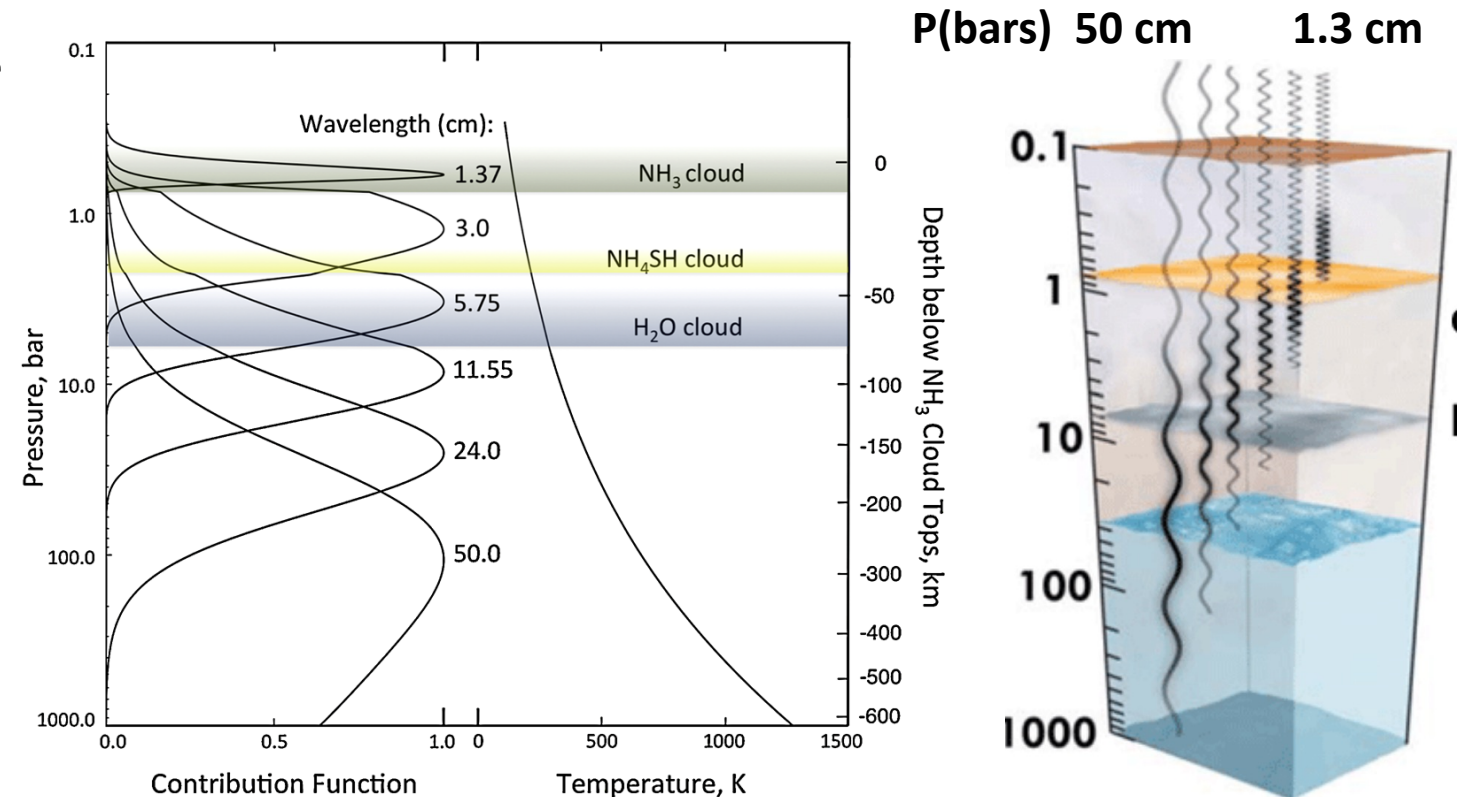 P(bars) 50 cm 1.3 cm
Wavelength (cm):
1.37
3.0
5.75
11.55
24.0
50.0
NH₃ cloud
NH₄SH cloud
H₂O cloud
Pressure, bar
0.1
1.0
10.0
100.0
1000.0
0.0 0.5 1.0 0 500 1000 1500
Contribution Function
Temperature, K
0
-50
-100
-150
-200
-300
-400
-500
-600
Depth below NH₃ Cloud Tops, km
0.1
1
10
100
1000